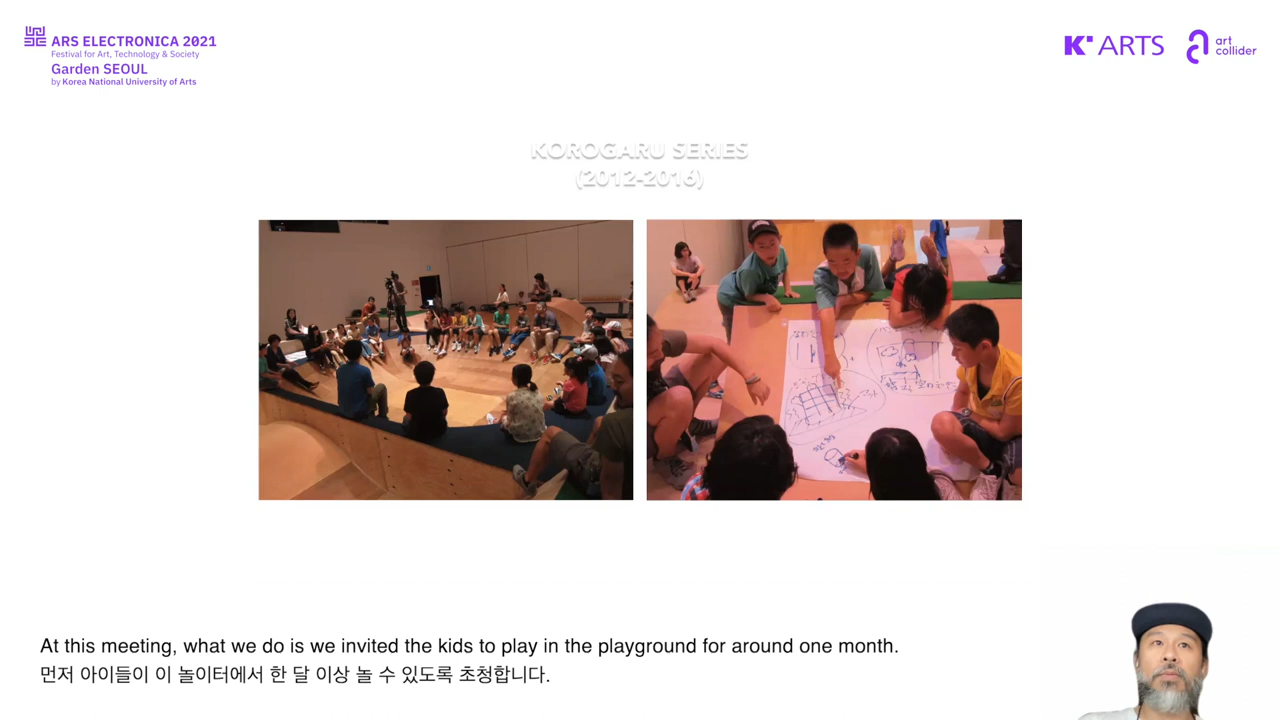 ARS ELECTRONICA 2021
Festival for Art, Technology & Society
Garden SEOUL
by Korea National University of Arts
K ARTS
art
collider
KOROGARU SERIES
(2012-2016)
At this meeting, what we do is we invited the kids to play in the playground for around one month.
먼저 아이들이 이 놀이터에서 한 달 이상 놀 수 있도록 초청합니다.